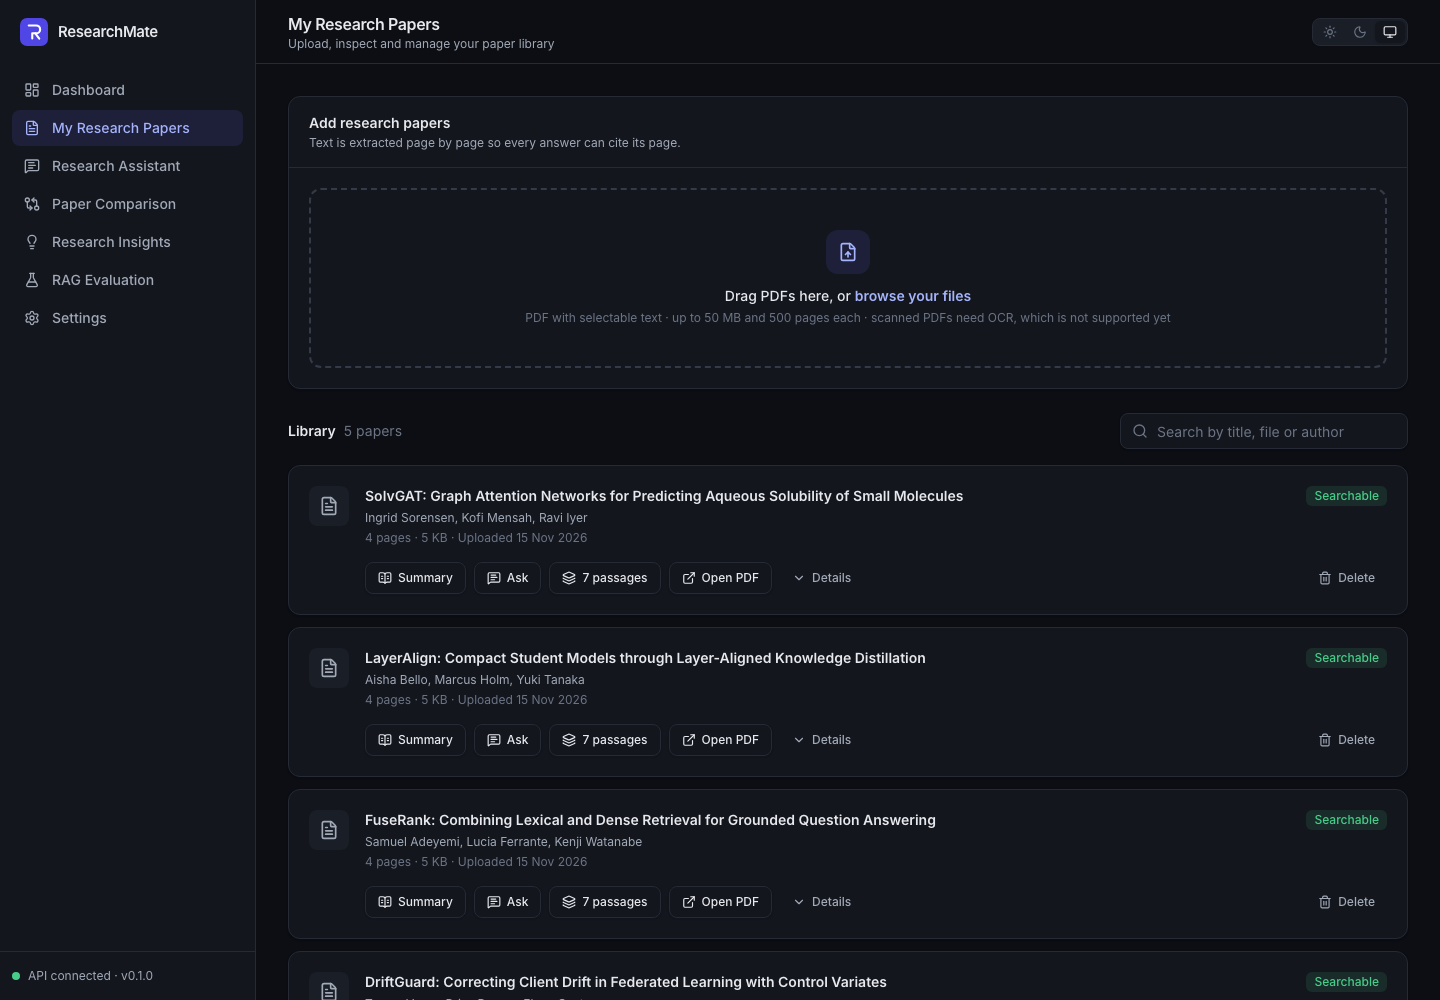 ResearchMate
Dashboard
My Research Papers
Research Assistant
Paper Comparison
Research Insights
RAG Evaluation
Settings
API connected · v0.1.0
My Research Papers
Upload, inspect and manage your paper library
Add research papers
Text is extracted page by page so every answer can cite its page.
Drag PDFs here, or browse your files
PDF with selectable text · up to 50 MB and 500 pages each · scanned PDFs need OCR, which is not supported yet
Library 5 papers
Search by title, file or author
SolvGAT: Graph Attention Networks for Predicting Aqueous Solubility of Small Molecules
Searchable
Ingrid Sorensen, Kofi Mensah, Ravi Iyer
4 pages · 5 KB · Uploaded 15 Nov 2026
Summary Ask 7 passages Open PDF Details Delete
LayerAlign: Compact Student Models through Layer-Aligned Knowledge Distillation
Searchable
Aisha Bello, Marcus Holm, Yuki Tanaka
4 pages · 5 KB · Uploaded 15 Nov 2026
Summary Ask 7 passages Open PDF Details Delete
FuseRank: Combining Lexical and Dense Retrieval for Grounded Question Answering
Searchable
Samuel Adeyemi, Lucia Ferrante, Kenji Watanabe
4 pages · 5 KB · Uploaded 15 Nov 2026
Summary Ask 7 passages Open PDF Details Delete
DriftGuard: Correcting Client Drift in Federated Learning with Control Variates
Searchable